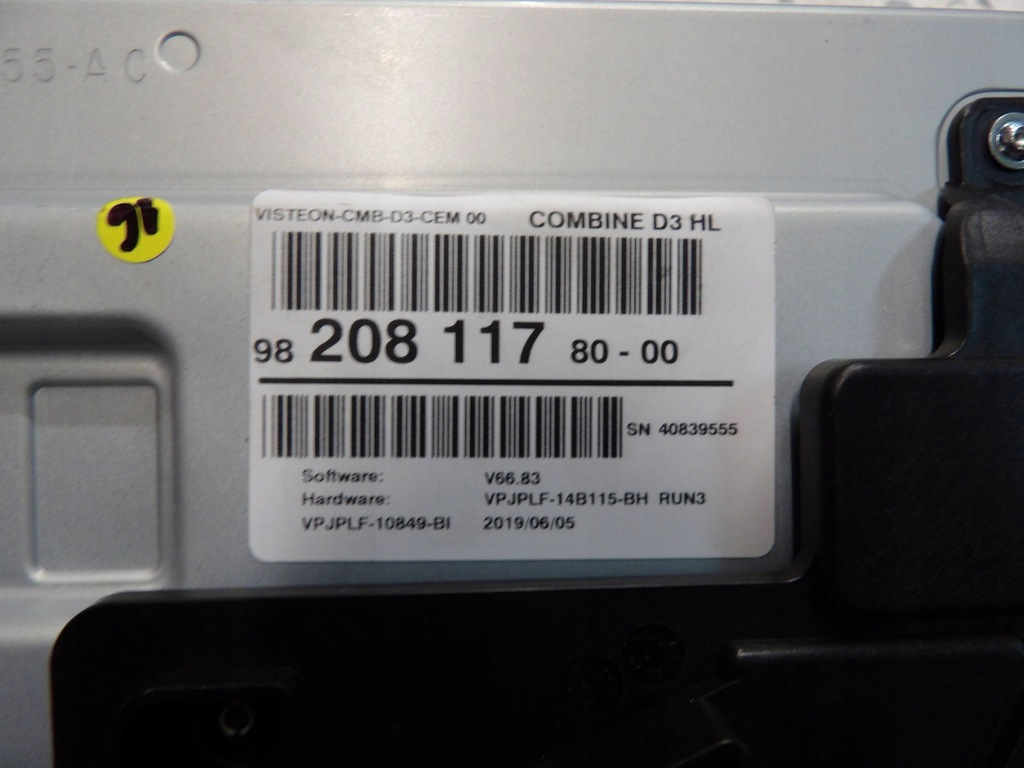 55-AC
VISTEON-CMB-D3-CEM 00 COMBINE D3 HL
98 208 117 80 - 00
SN 40839555
Software: V66.83
Hardware: VPJPLF-14B115-BH RUN3
VPJPLF-10849-BI 2019/06/05